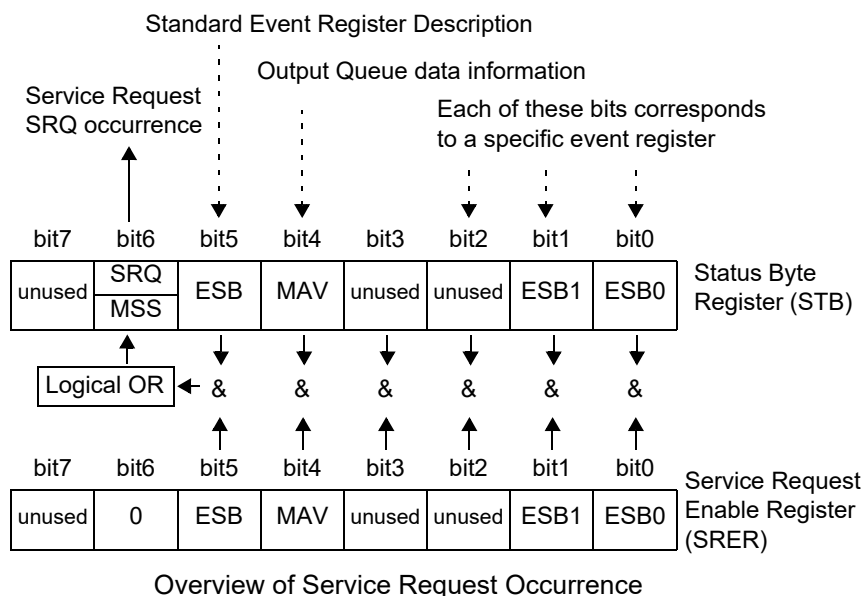 Standard Event Register Description
Output Queue data information
Service Request
SRQ occurrence
Each of these bits corresponds
to a specific event register
bit7 bit6 bit5 bit4 bit3 bit2 bit1 bit0
unused SRQ MSS ESB MAV unused unused ESB1 ESB0
Status Byte
Register (STB)
Logical OR & & & & & &
bit7 bit6 bit5 bit4 bit3 bit2 bit1 bit0
unused 0 ESB MAV unused unused ESB1 ESB0
Service Request
Enable Register
(SRER)
Overview of Service Request Occurrence